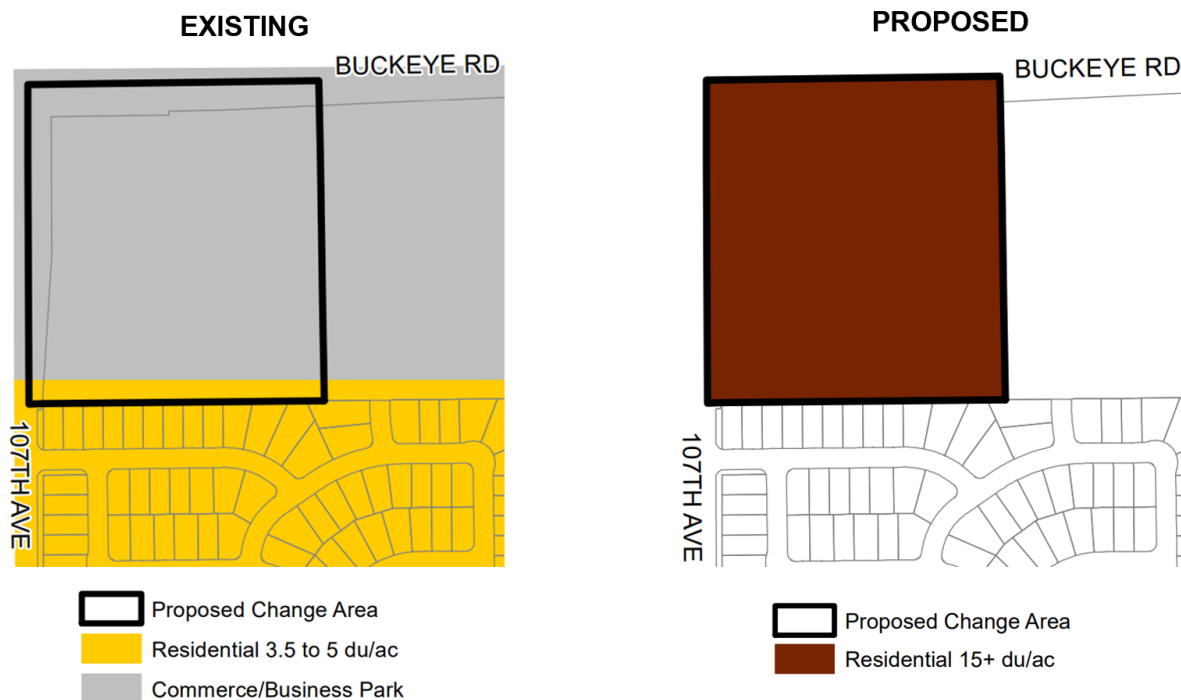 EXISTING
BUCKEYE RD
107TH AVE
Proposed Change Area
Residential 3.5 to 5 du/ac
Commerce/Business Park
PROPOSED
BUCKEYE RD
107TH AVE
Proposed Change Area
Residential 15+ du/ac